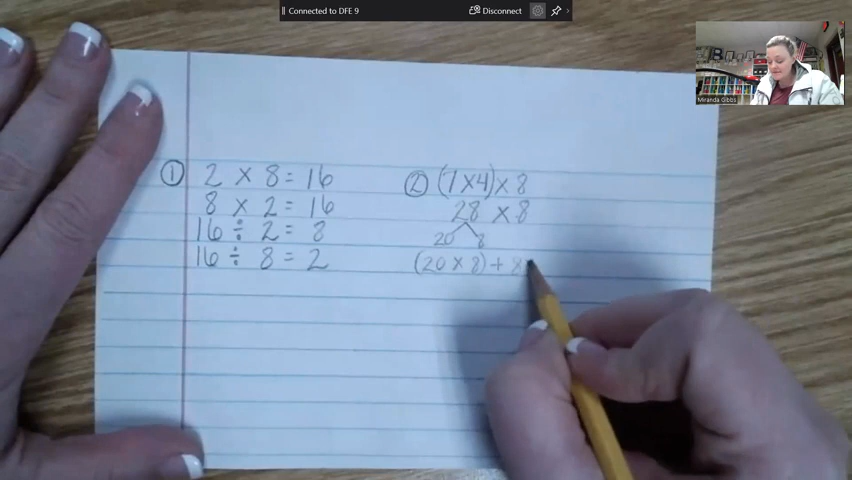 Connected to DFE 9
Disconnect
Miranda Gibbs
① 2 × 8 = 16
8 × 2 = 16
16 ÷ 2 = 8
16 ÷ 8 = 2
② (7×4)×8
28 × 8
20 8
(20 × 8) + 8